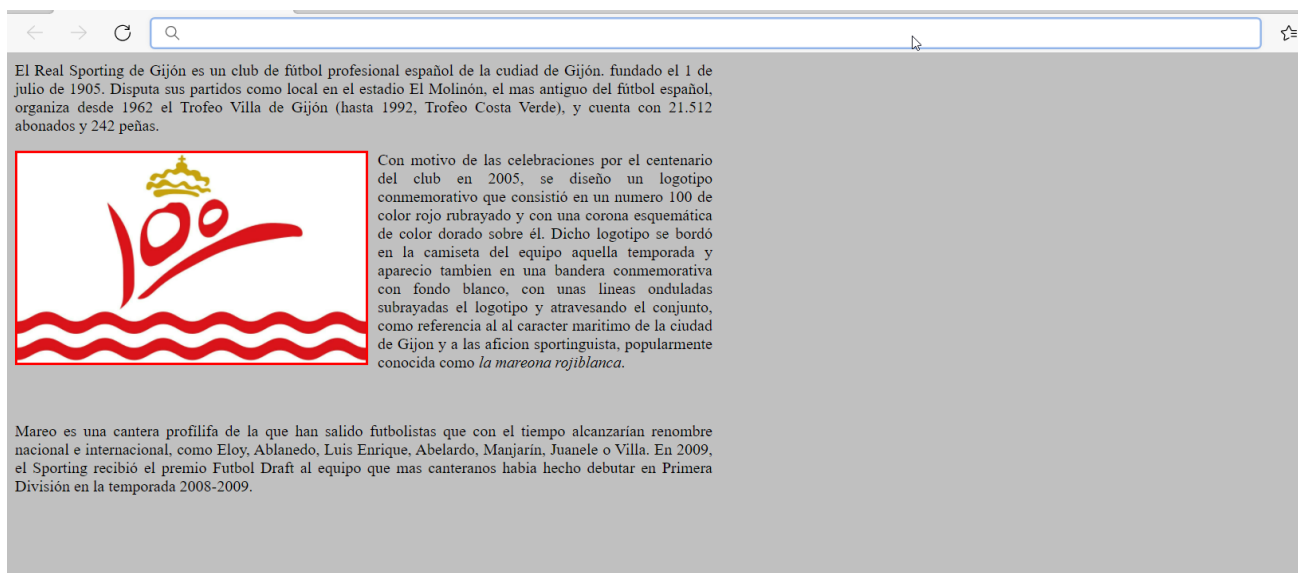 El Real Sporting de Gijón es un club de fútbol profesional español de la cudiad de Gijón. fundado el 1 de
julio de 1905. Disputa sus partidos como local en el estadio El Molinón, el mas antiguo del fútbol español,
organiza desde 1962 el Trofeo Villa de Gijón (hasta 1992, Trofeo Costa Verde), y cuenta con 21.512
abonados y 242 peñas.
100
Con motivo de las celebraciones por el centenario
del club en 2005, se diseño un logotipo
conmemorativo que consistió en un numero 100 de
color rojo rubrayado y con una corona esquemática
de color dorado sobre él. Dicho logotipo se bordó
en la camiseta del equipo aquella temporada y
aparecio tambien en una bandera conmemorativa
con fondo blanco, con unas lineas onduladas
subrayadas el logotipo y atravesando el conjunto,
como referencia al al caracter maritimo de la ciudad
de Gijon y a las aficion sportinguista, popularmente
conocida como la mareona rojiblanca.
Mareo es una cantera profilifa de la que han salido futbolistas que con el tiempo alcanzarían renombre
nacional e internacional, como Eloy, Ablanedo, Luis Enrique, Abelardo, Manjarín, Juanele o Villa. En 2009,
el Sporting recibió el premio Futbol Draft al equipo que mas canteranos habia hecho debutar en Primera
División en la temporada 2008-2009.